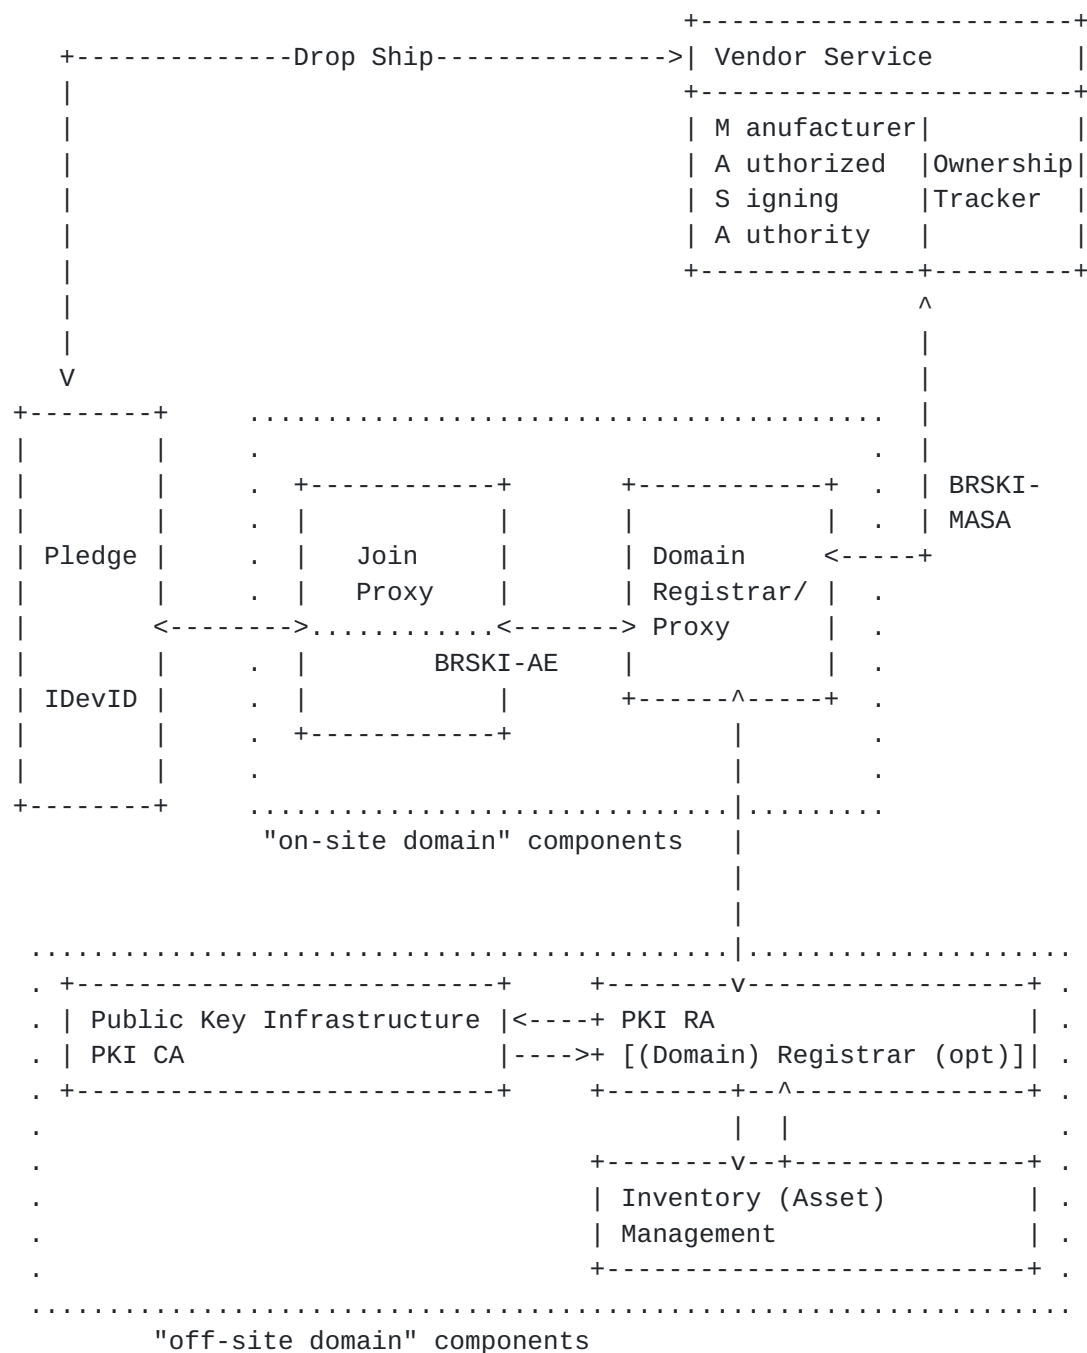 Drop Ship
Vendor Service
M anufacturer
A uthorized Ownership
S igning Tracker
A uthority
BRSKI-
MASA
Pledge Join Domain
Proxy Registrar/
Proxy
BRSKI-AE
IDevID
"on-site domain" components
Public Key Infrastructure PKI RA
PKI CA [(Domain) Registrar (opt)]
Inventory (Asset)
Management
"off-site domain" components